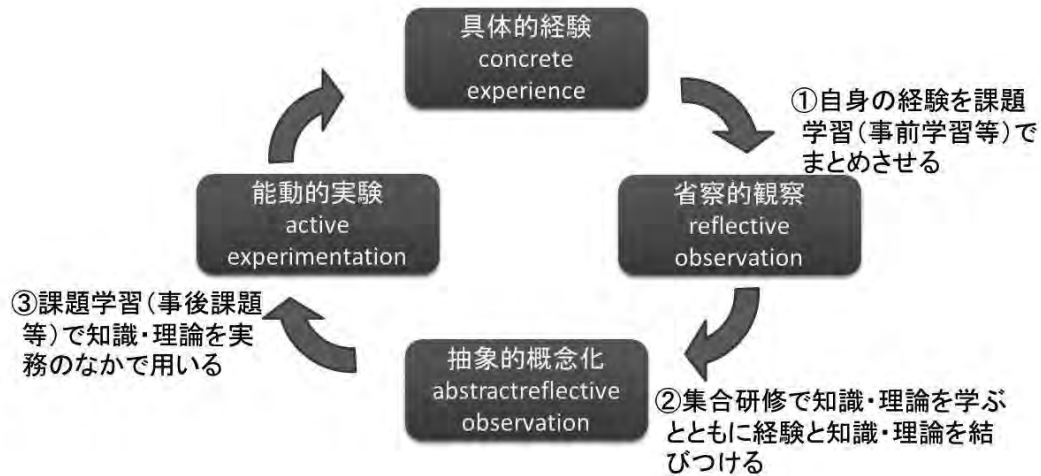 具体的経験
concrete
experience
①自身の経験を課題
学習(事前学習等)で
まとめさせる
能動的実験
active
experimentation
省察的観察
reflective
observation
③課題学習(事後課題
等)で知識・理論を実
務のなかで用いる
抽象的概念化
abstractreflective
observation
②集合研修で知識・理論を学ぶ
とともに経験と知識・理論を結
びつける